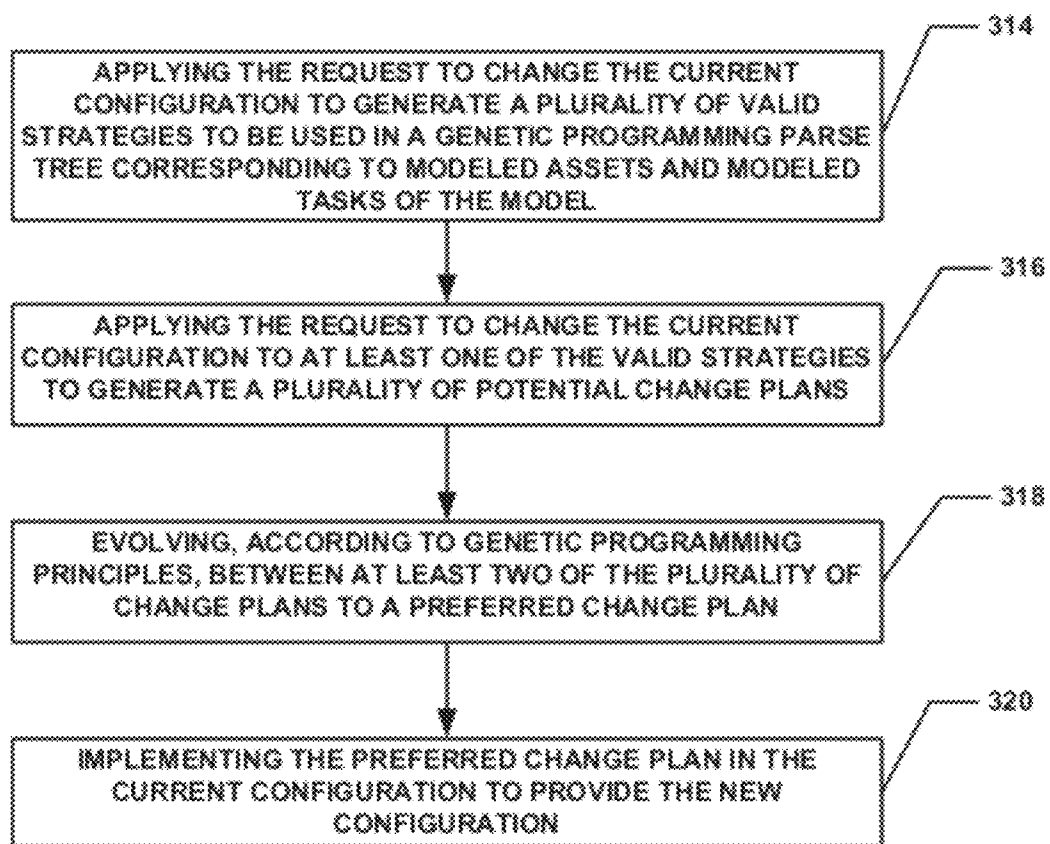 314
APPLYING THE REQUEST TO CHANGE THE CURRENT
CONFIGURATION TO GENERATE A PLURALITY OF VALID
STRATEGIES TO BE USED IN A GENETIC PROGRAMMING PARSE
TREE CORRESPONDING TO MODELED ASSETS AND MODELED
TASKS OF THE MODEL
316
APPLYING THE REQUEST TO CHANGE THE CURRENT
CONFIGURATION TO AT LEAST ONE OF THE VALID STRATEGIES
TO GENERATE A PLURALITY OF POTENTIAL CHANGE PLANS
318
EVOLVING, ACCORDING TO GENETIC PROGRAMMING
PRINCIPLES, BETWEEN AT LEAST TWO OF THE PLURALITY OF
CHANGE PLANS TO A PREFERRED CHANGE PLAN
320
IMPLEMENTING THE PREFERRED CHANGE PLAN IN THE
CURRENT CONFIGURATION TO PROVIDE THE NEW
CONFIGURATION